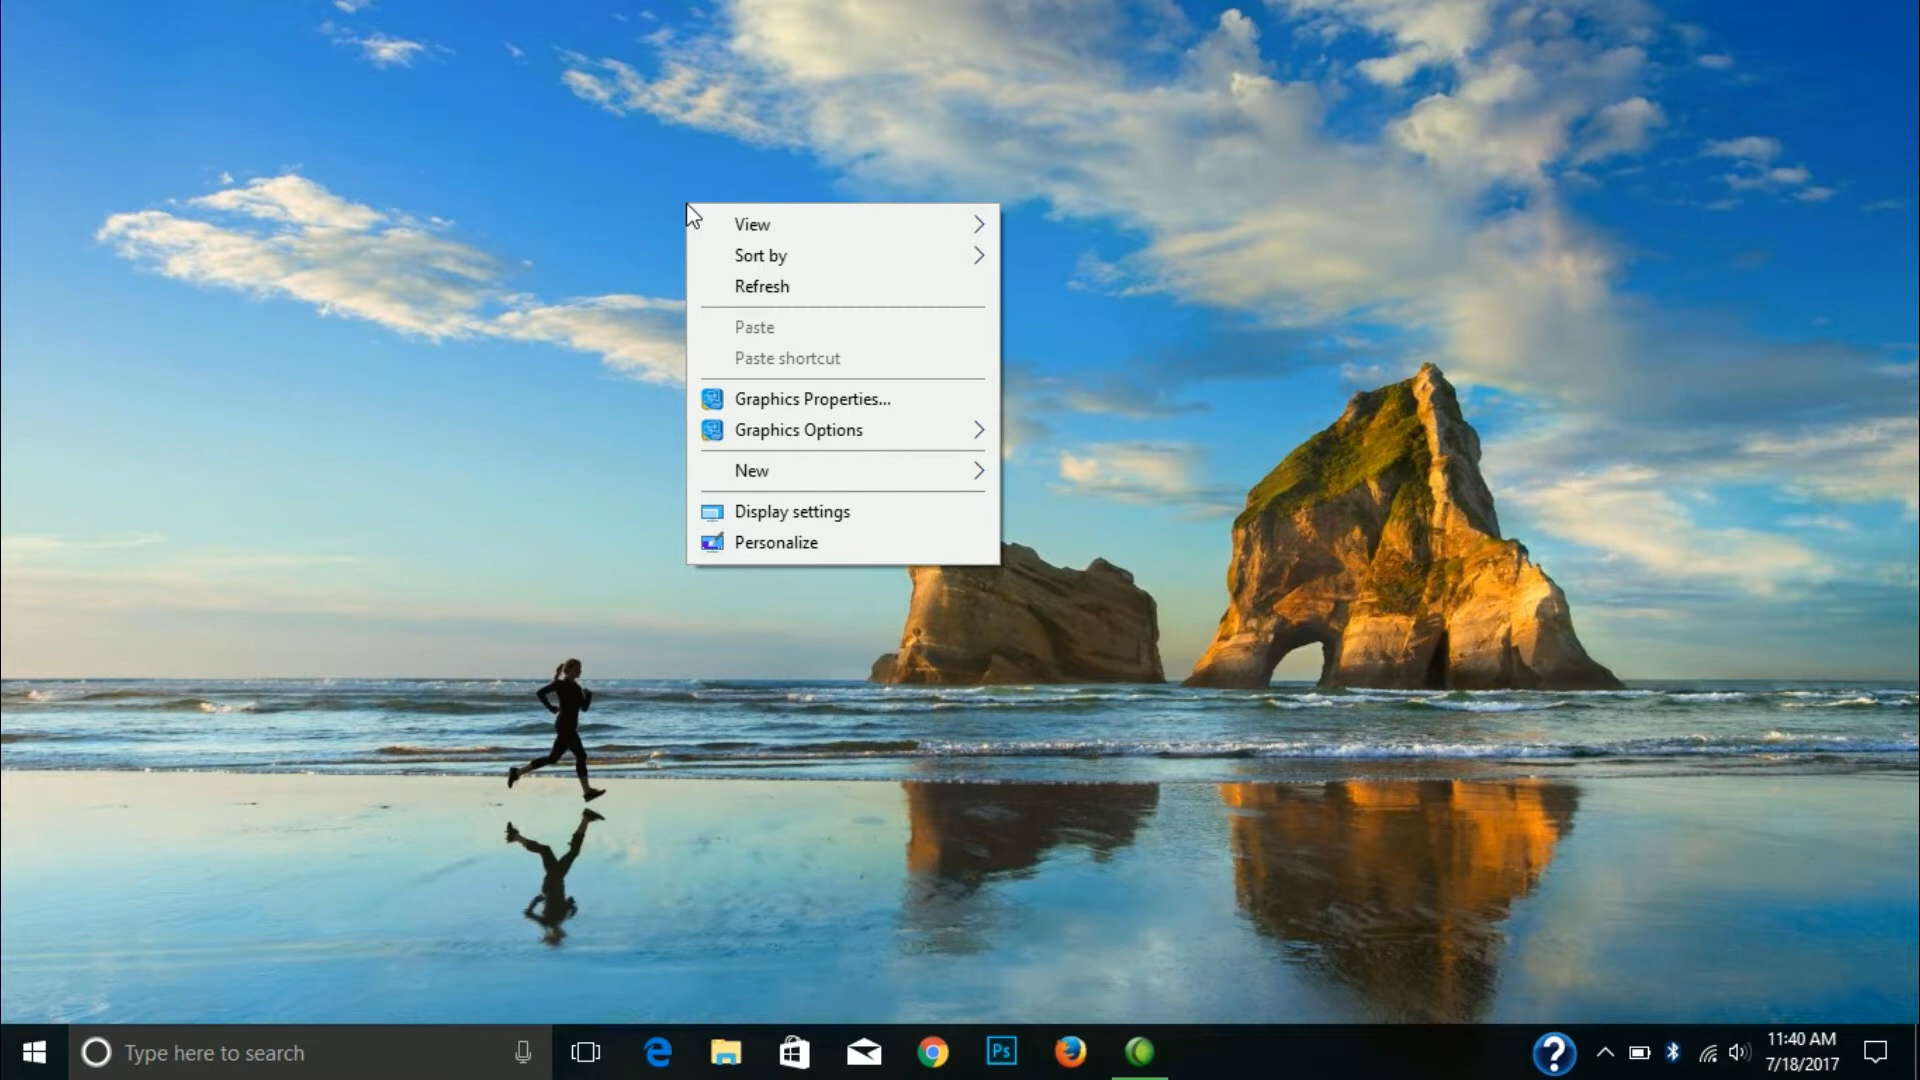 View
Sort by
Refresh
Paste
Paste shortcut
Graphics Properties...
Graphics Options
New
Display settings
Personalize
Type here to search
Ps
?
11:40 AM
7/18/2017